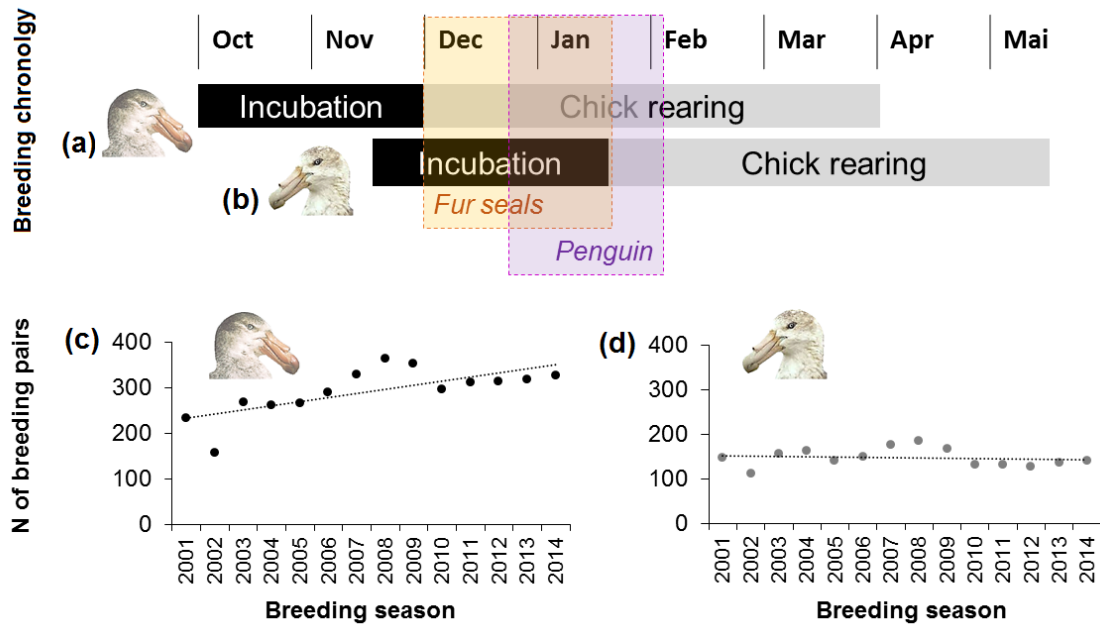 Breeding chronolgy
Oct Nov Dec Jan Feb Mar Apr Mai
(a)
Incubation Chick rearing
(b)
Incubation Chick rearing
Fur seals
Penguin
N of breeding pairs
(c)
400
300
200
100
0
2001 2002 2003 2004 2005 2006 2007 2008 2009 2010 2011 2012 2013 2014
Breeding season
(d)
400
300
200
100
0
2001 2002 2003 2004 2005 2006 2007 2008 2009 2010 2011 2012 2013 2014
Breeding season